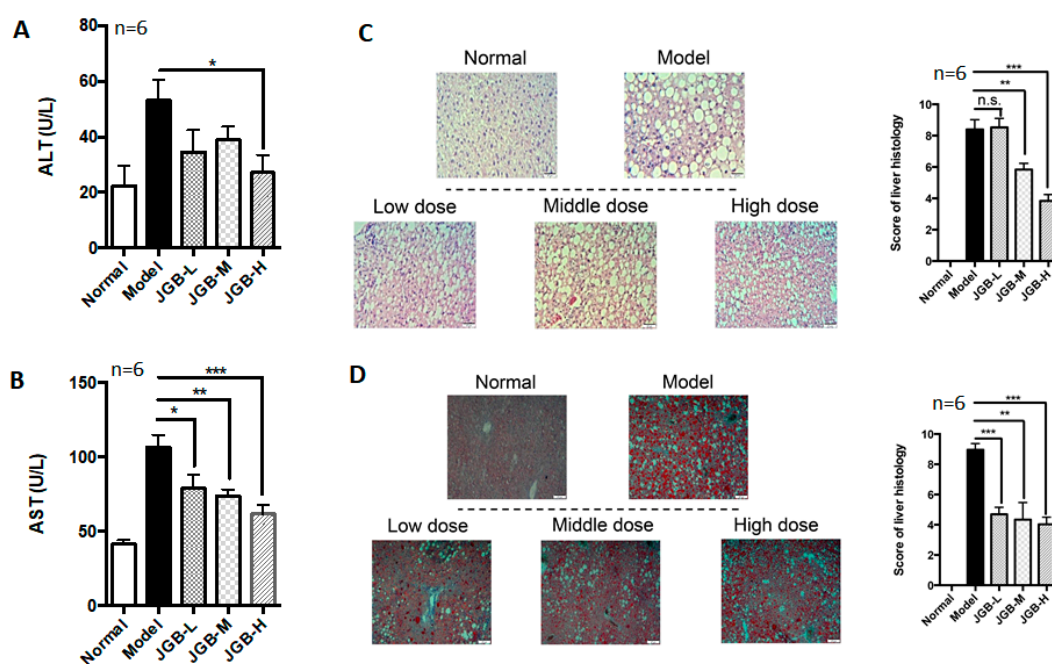 A
n=6
ALT (U/L)
80
60
40
20
0
*
Normal
Model
JGB-L
JGB-M
JGB-H
B
n=6
AST (U/L)
150
100
50
0
***
**
*
Normal
Model
JGB-L
JGB-M
JGB-H
C
Normal
Model
Low dose
Middle dose
High dose
n=6
Score of liver histology
10
8
6
4
2
0
***
**
n.s.
Normal
Model
JGB-L
JGB-M
JGB-H
D
Normal
Model
Low dose
Middle dose
High dose
n=6
Score of liver histology
10
8
6
4
2
0
***
**
***
Normal
Model
JGB-L
JGB-M
JGB-H